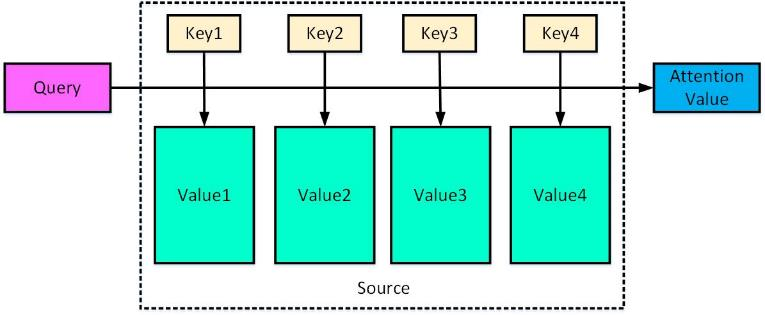 Key1
Key2
Key3
Key4
Query
Attention
Value
Value1
Value2
Value3
Value4
Source